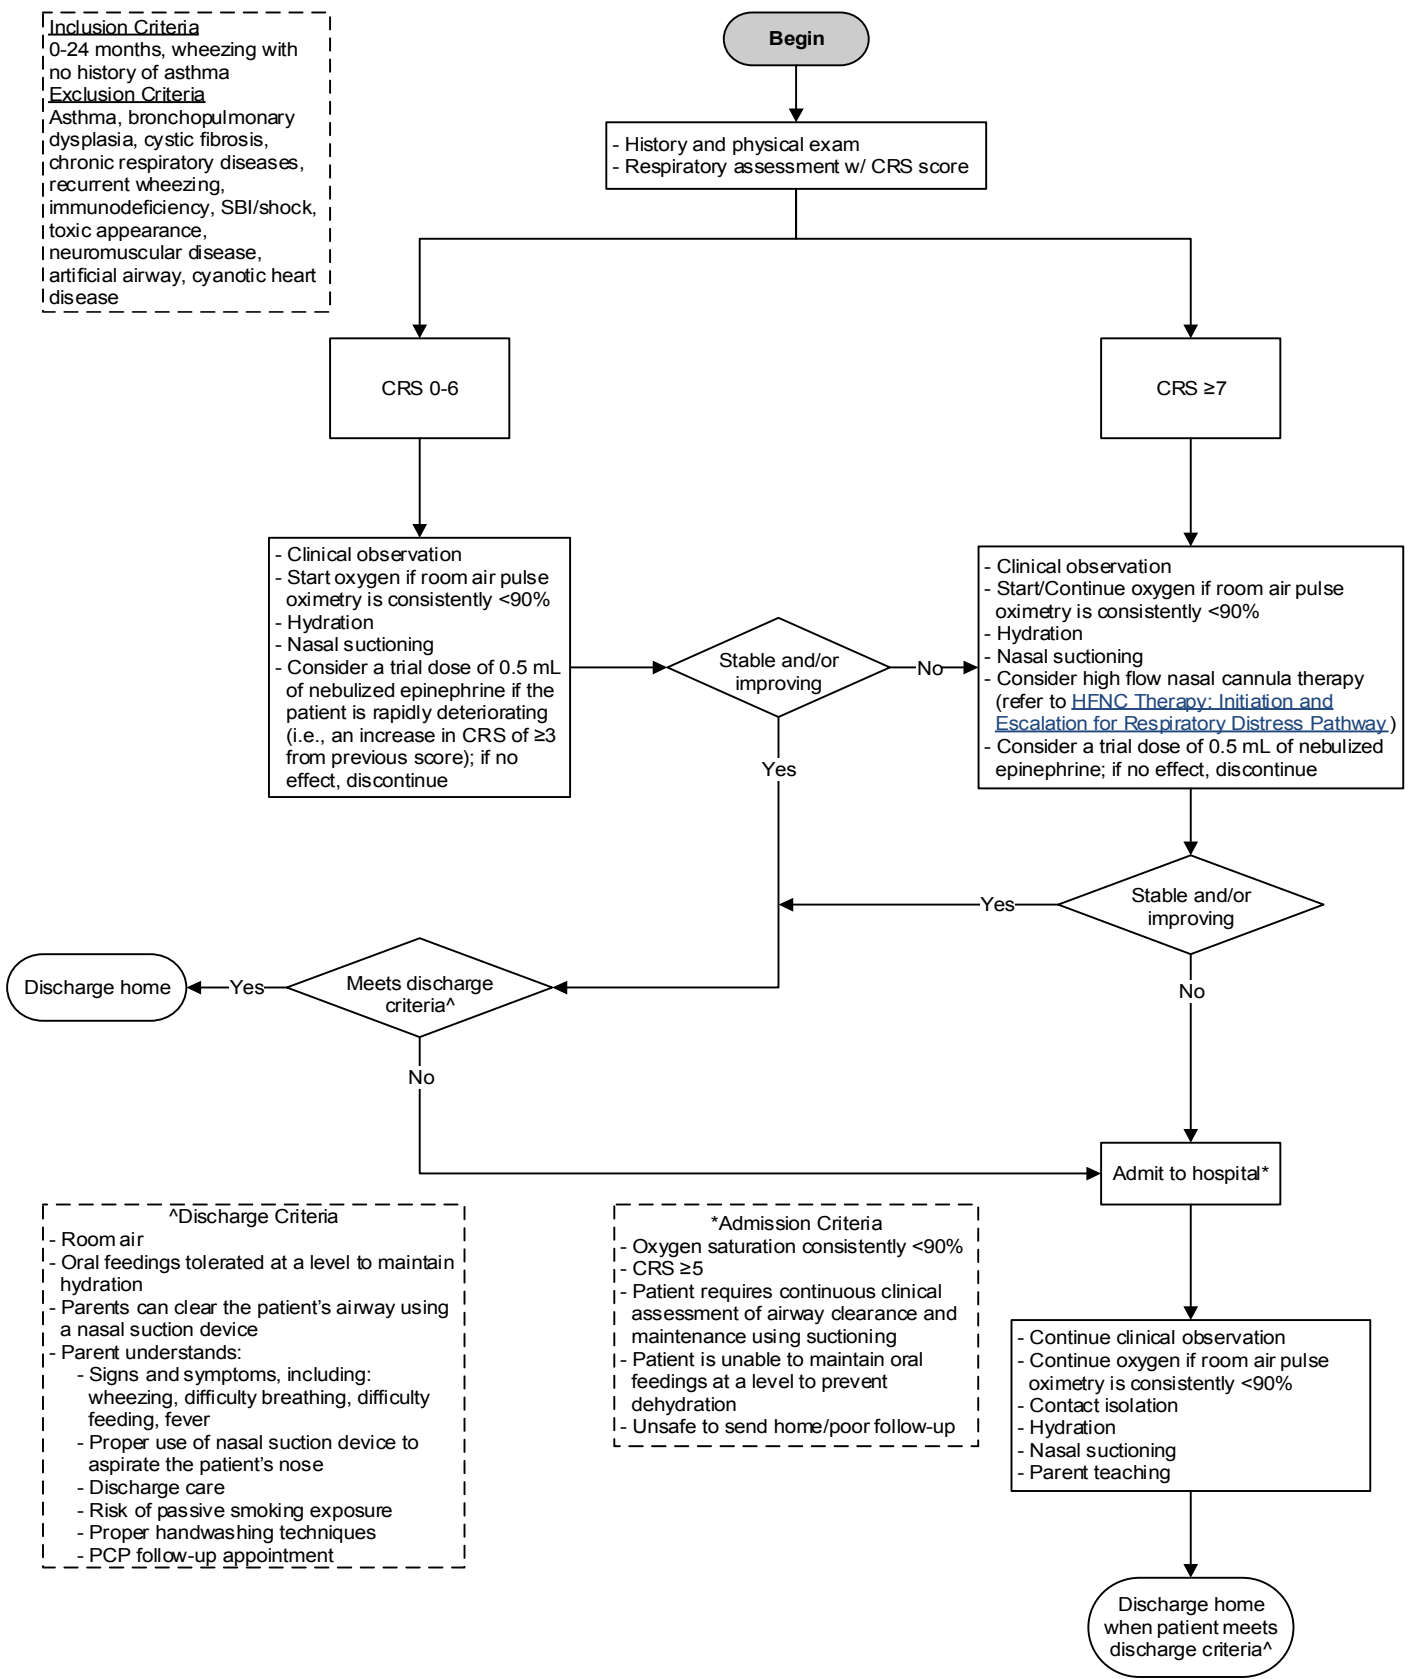 Inclusion Criteria
0-24 months, wheezing with
no history of asthma
Exclusion Criteria
Asthma, bronchopulmonary
dysplasia, cystic fibrosis,
chronic respiratory diseases,
recurrent wheezing,
immunodeficiency, SBI/shock,
toxic appearance,
neuromuscular disease,
artificial airway, cyanotic heart
disease
Begin
- History and physical exam
- Respiratory assessment w/ CRS score
CRS 0-6
CRS ≥7
- Clinical observation
- Start oxygen if room air pulse
oximetry is consistently <90%
- Hydration
- Nasal suctioning
- Consider a trial dose of 0.5 mL
of nebulized epinephrine if the
patient is rapidly deteriorating
(i.e., an increase in CRS of ≥3
from previous score); if no
effect, discontinue
Stable and/or
improving
No
Yes
- Clinical observation
- Start/Continue oxygen if room air pulse
oximetry is consistently <90%
- Hydration
- Nasal suctioning
- Consider high flow nasal cannula therapy
(refer to HFNC Therapy: Initiation and
Escalation for Respiratory Distress Pathway)
- Consider a trial dose of 0.5 mL of nebulized
epinephrine; if no effect, discontinue
Stable and/or
improving
Yes
No
Meets discharge
criteria^
Yes
Discharge home
No
Admit to hospital*
^Discharge Criteria
- Room air
- Oral feedings tolerated at a level to maintain
hydration
- Parents can clear the patient's airway using
a nasal suction device
- Parent understands:
- Signs and symptoms, including:
wheezing, difficulty breathing, difficulty
feeding, fever
- Proper use of nasal suction device to
aspirate the patient's nose
- Discharge care
- Risk of passive smoking exposure
- Proper handwashing techniques
- PCP follow-up appointment
*Admission Criteria
- Oxygen saturation consistently <90%
- CRS ≥5
- Patient requires continuous clinical
assessment of airway clearance and
maintenance using suctioning
- Patient is unable to maintain oral
feedings at a level to prevent
dehydration
- Unsafe to send home/poor follow-up
- Continue clinical observation
- Continue oxygen if room air pulse
oximetry is consistently <90%
- Contact isolation
- Hydration
- Nasal suctioning
- Parent teaching
Discharge home
when patient meets
discharge criteria^